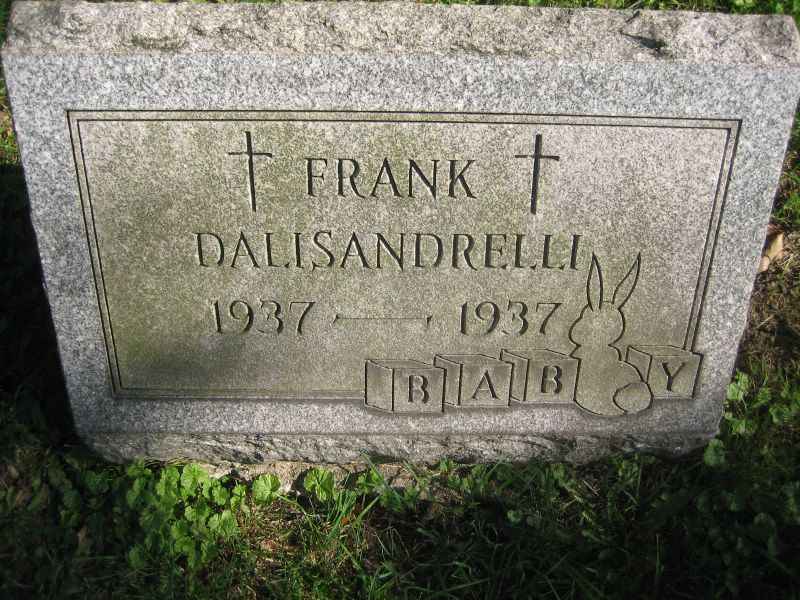 FRANK
DALISANDRELLI
1937 — 1937
BABY